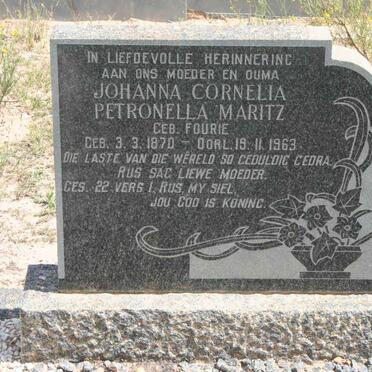 IN LIEFDEVOLLE HERINNERING
AAN ONS MOEDER EN OUMA
JOHANNA CORNELIA
PETRONELLA MARITZ
GEB. FOURIE
GEB. 3. 3. 1870 - OORL. 19. 11. 1963
DIE LASTE VAN DIE WÊRELD SO GEDULDIG GEDRA,
RUS SAG LIEWE MOEDER.
GES. 22 VERS 1, RUS, MY SIEL,
JOU GOD IS KONING.